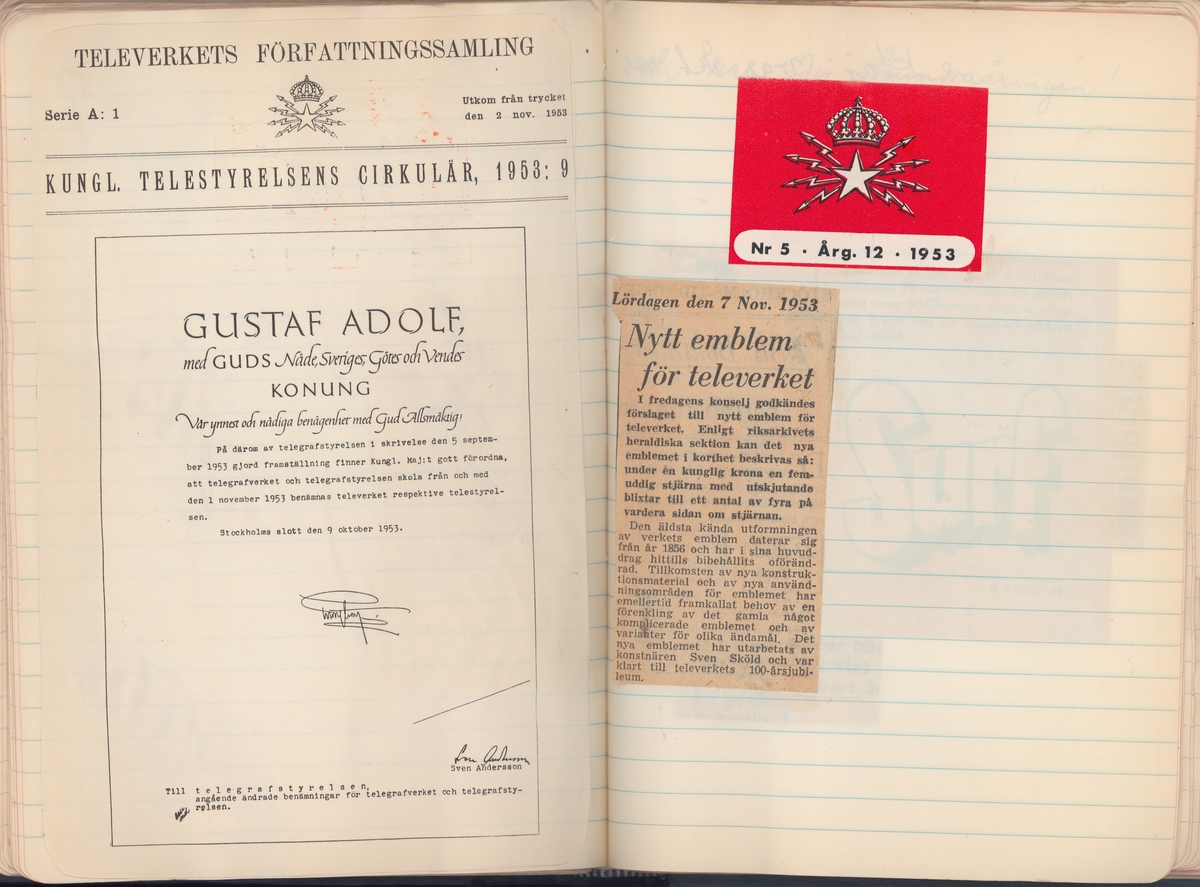 TELEVERKETS FÖRFATTNINGSSAMLING
Serie A: 1
Utkom från trycket
den 2 nov. 1953
KUNGL. TELESTYRELSENS CIRKULÄR, 1953: 9
GUSTAF ADOLF,
med GUDS Nåde, Sveriges, Götes och Vendes
KONUNG
Vår ynnest och nådiga benägenhet med Gud Allsmäktig!
På därom av telegrafstyrelsen i skrivelse den 5 septem-
ber 1953 gjord framställning finner Kungl. Maj:t gott förordna,
att telegrafverket och telegrafstyrelsen skola från och med
den 1 november 1953 benämnas televerket respektive telestyrel-
sen.
Stockholms slott den 9 oktober 1953.
Sven Andersson
Till telegrafstyrelsen,
angående ändrade benämningar för telegrafverket och telegrafsty-
relsen.
Nr 5 · Årg. 12 · 1953
Lördagen den 7 Nov. 1953
Nytt emblem
för televerket
I fredagens konselj godkändes
förslaget till nytt emblem för
televerket. Enligt riksarkivets
heraldiska sektion kan det nya
emblemet i korthet beskrivas så:
under en kunglig krona en fem-
uddig stjärna med utskjutande
blixtar till ett antal av fyra på
vardera sidan om stjärnan.
Den äldsta kända utformningen
av verkets emblem daterar sig
från år 1856 och har i sina huvud-
drag hittills bibehållits oföränd-
rad. Tillkomsten av nya konstruk-
tionsmaterial och av nya använd-
ningsområden för emblemet har
emellertid framkallat behov av en
förenkling av det gamla något
komplicerade emblemet och av
varianter för olika ändamål. Det
nya emblemet har utarbetats av
konstnären Sven Sköld och var
klart till televerkets 100-årsjubi-
leum.